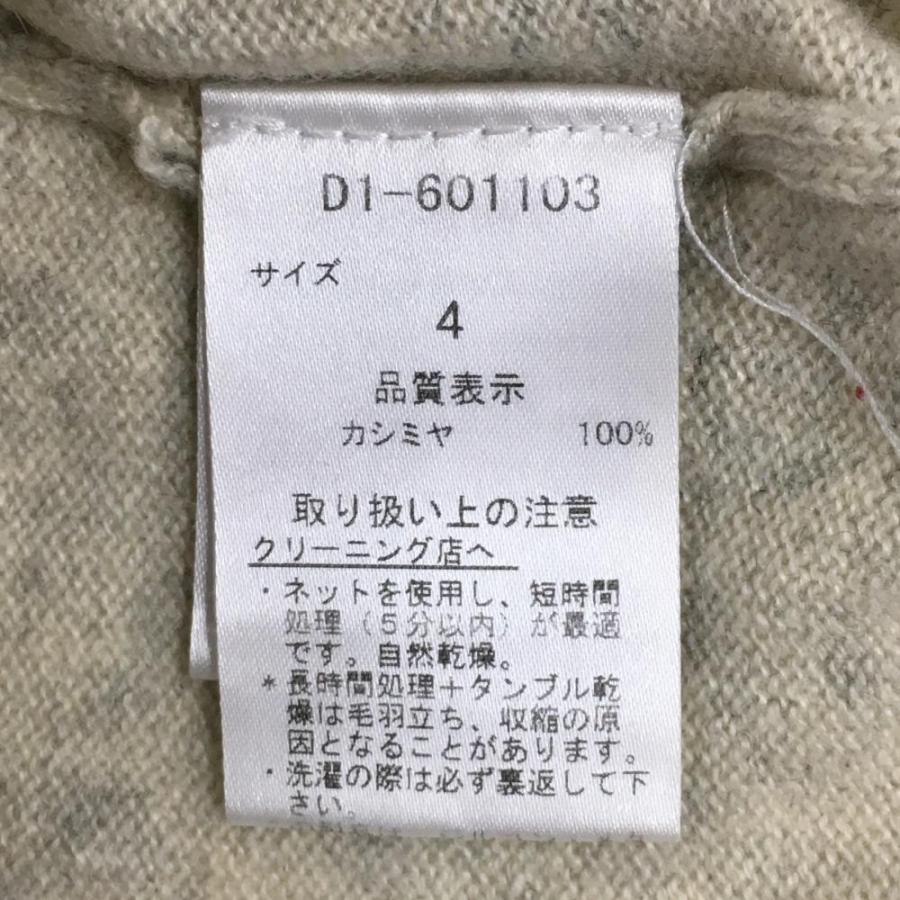 D1-601103
サイズ
4
品質表示
カシミヤ 100%
取り扱い上の注意
クリーニング店へ
・ネットを使用し、短時間
処理（５分以内）が最適
です。自然乾燥。
＊長時間処理＋タンブル乾
燥は毛羽立ち、収縮の原
因となることがあります。
・洗濯の際は必ず裏返して下
さい。